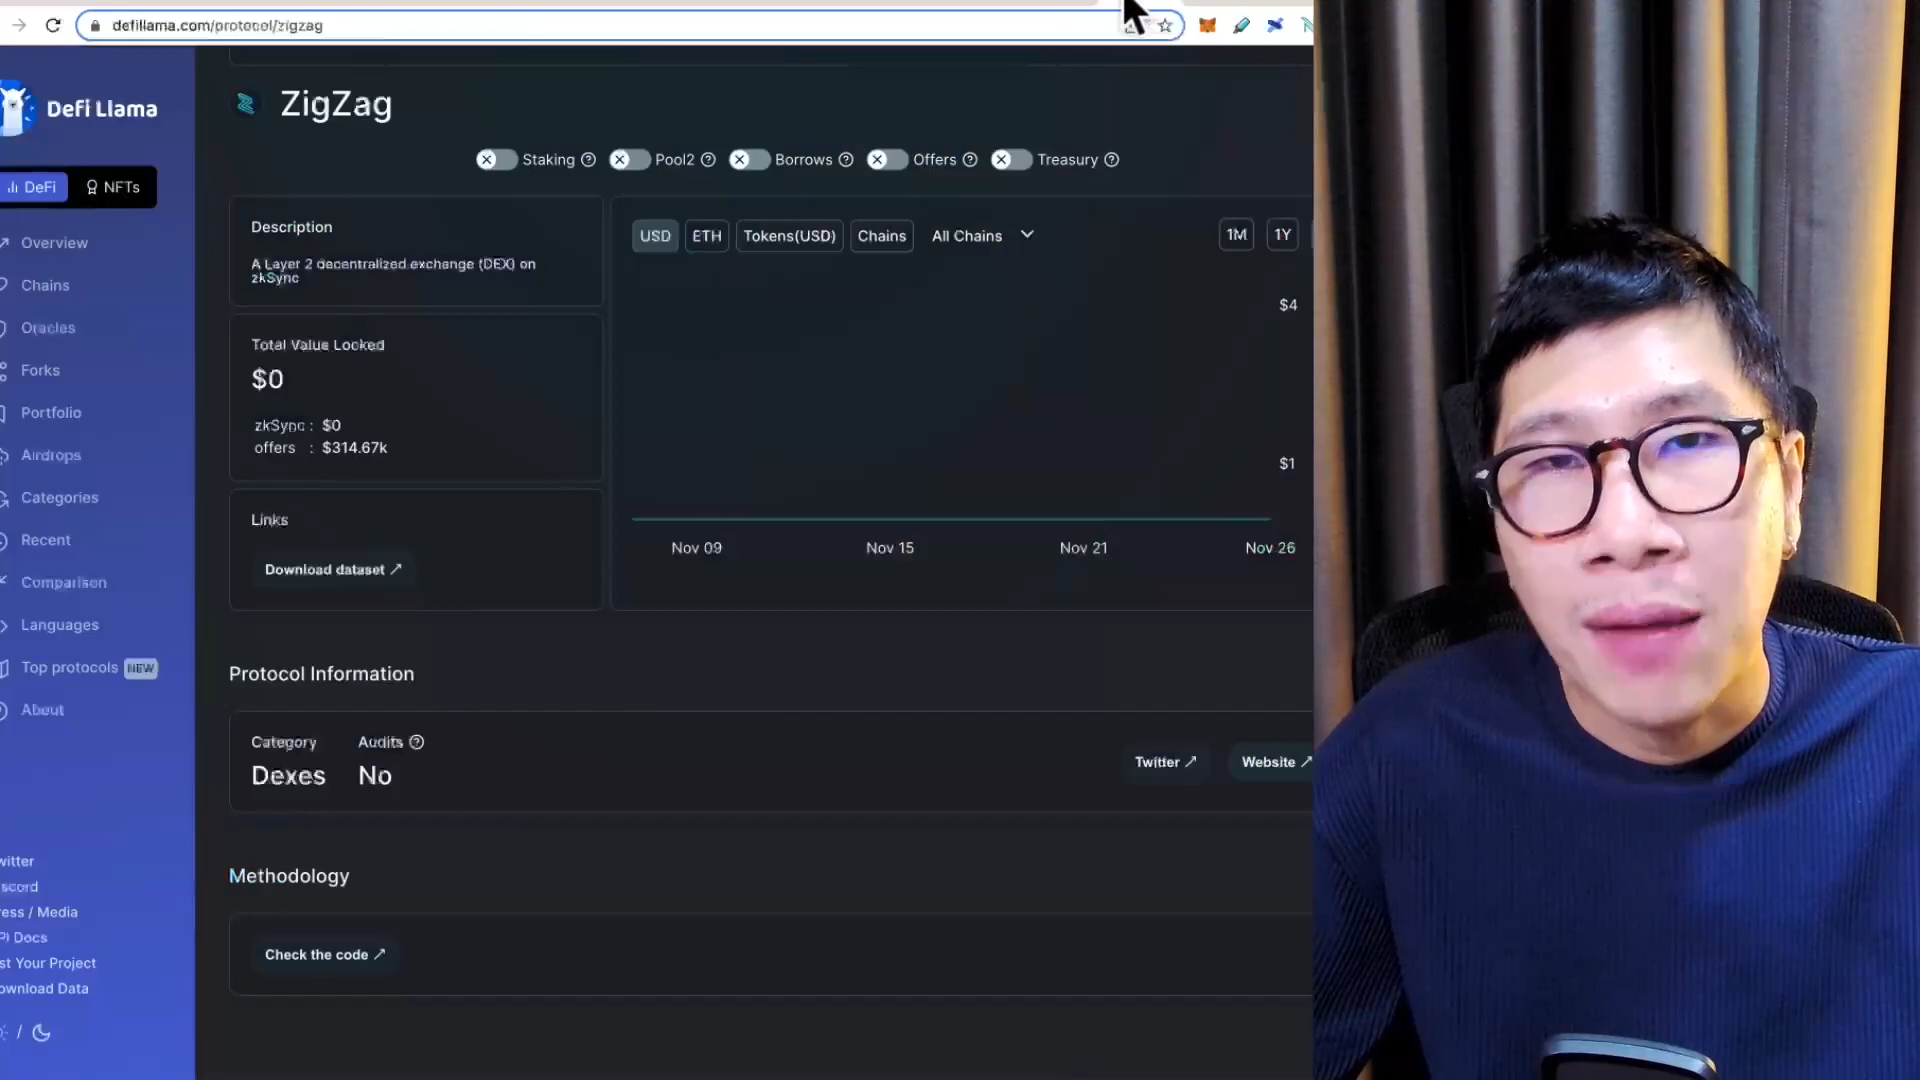 defillama.com/protocol/zigzag
Defi Llama
DeFi
NFTs
Overview
Chains
Oracles
Forks
Portfolio
Airdrops
Categories
Recent
Comparison
Languages
Top protocols NEW
About
witter
scord
ess / Media
PI Docs
st Your Project
ownload Data
/
ZigZag
Staking
Pool2
Borrows
Offers
Treasury
Description
A Layer 2 decentralized exchange (DEX) on
zkSync
Total Value Locked
$0
zkSync : $0
offers : $314.67k
Links
Download dataset
USD
ETH
Tokens(USD)
Chains
All Chains
1M
1Y
$4
$1
Nov 09
Nov 15
Nov 21
Nov 26
Protocol Information
Category
Dexes
Audits
No
Twitter
Website
Methodology
Check the code